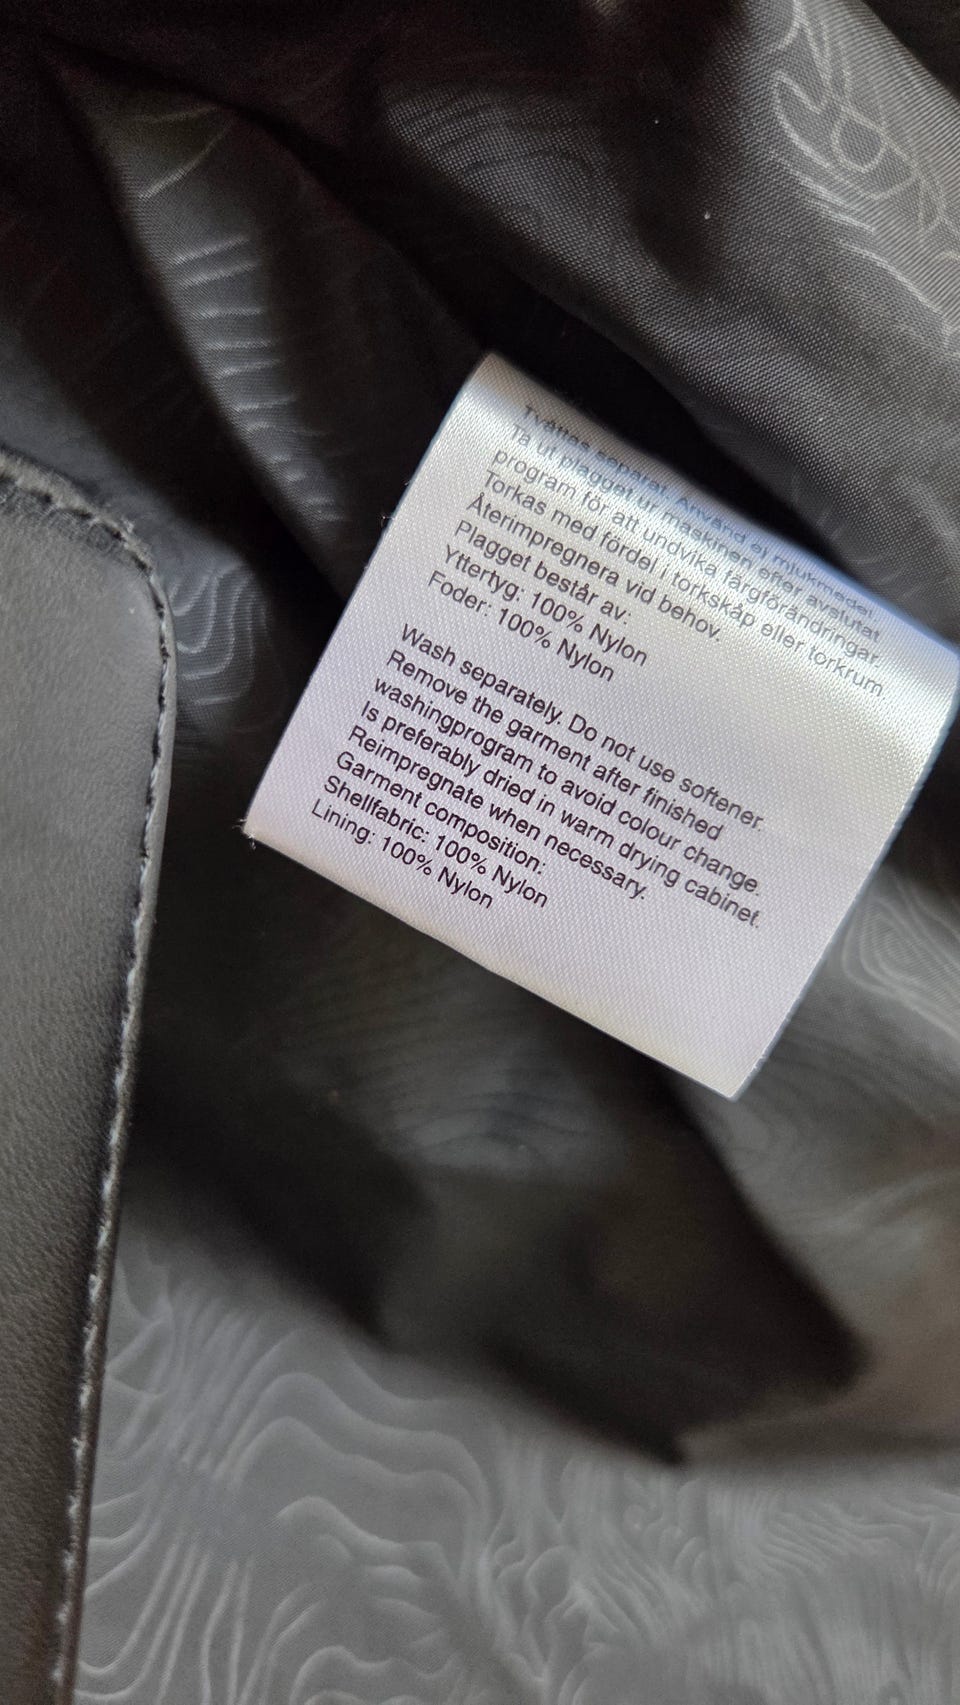 Tvättas separat. Använd ej mjukmedel.
Ta ut plagget ur maskinen efter avslutat
program för att undvika färgförändringar.
Torkas med fördel i torkskåp eller torkrum
Återimpregnera vid behov.
Plagget består av:
Yttertyg: 100% Nylon
Foder: 100% Nylon
Wash separately. Do not use softener.
Remove the garment after finished
washingprogram to avoid colour change.
Is preferably dried in warm drying cabinet.
Reimpregnate when necessary.
Garment composition:
Shellfabric: 100% Nylon
Lining: 100% Nylon